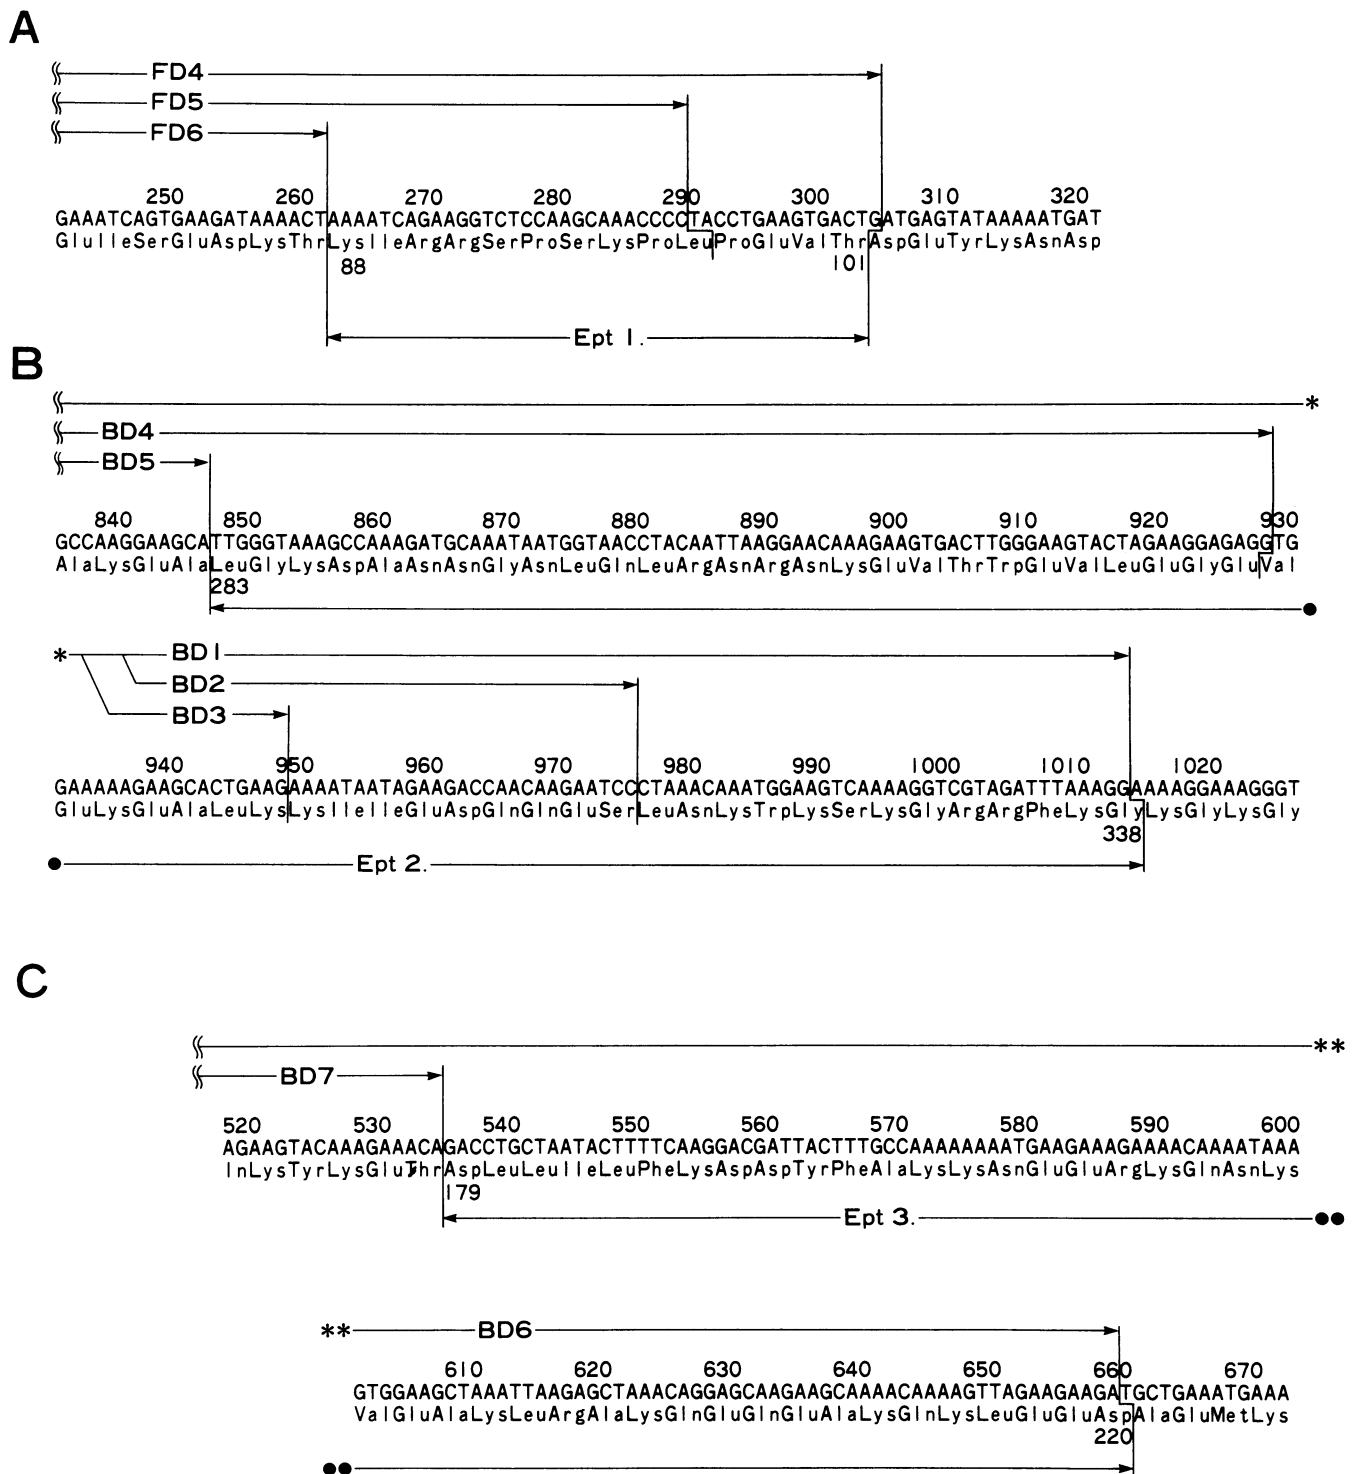 A
FD4
FD5
FD6
250 260 270 280 290 300 310 320
GAAATCAGTGAAGATAAAACTAAAATCAGAAGGTCTCCAAGCAAACCCCTACCTGAAGTGACTGATGAGTATAAAAATGAT
GluIleSerGluAspLysThrLysIleArgArgSerProSerLysProLeuProGluValThrAspGluTyrLysAsnAsp
88 101
Ept 1.
B
*
BD4
BD5
840 850 860 870 880 890 900 910 920 930
GCCAAGGAAGCATTGGGTAAAGCCAAAGATGCAAATAATGGTAACCTACAATTAAGGAACAAAGAAGTGACTTGGGAAGTACTAGAAGGAGAGGTG
AlaLysGluAlaLeuGlyLysAspAlaAsnAsnGlyAsnLeuGlnLeuArgAsnArgAsnLysGluValThrTrpGluValLeuGluGlyGluVal
283
●
* BD1
BD2
BD3
940 950 960 970 980 990 1000 1010 1020
GAAAAAGAAGCACTGAAGAAAATAATAGAAGACCAACAAGAATCCCTAAACAAATGGAAGTCAAAAGGTCGTAGATTTAAAGGAAAAGGAAAGGGT
GluLysGluAlaLeuLysLysIleIleGluAspGlnGlnGluSerLeuAsnLysTrpLysSerLysGlyArgArgPheLysGlyLysGlyLysGly
338
● Ept 2.
C
**
BD7
520 530 540 550 560 570 580 590 600
AGAAGTACAAAGAAACAGACCTGCTAATACTTTTCAAGGACGATTACTTTGCCAAAAAAAATGAAGAAAGAAAACAAAATAAA
lnLysTyrLysGluThrAspLeuLeuIleLeuPheLysAspAspTyrPheAlaLysLysAsnGluGluArgLysGlnAsnLys
179
Ept 3. ●●
** BD6
610 620 630 640 650 660 670
GTGGAAGCTAAATTAAGAGCTAAACAGGAGCAAGAAGCAAAACAAAAGTTAGAAGAAGATGCTGAAATGAAA
ValGluAlaLysLeuArgAlaLysGlnGluGlnGluAlaLysGlnLysLeuGluGluAspAlaGluMetLys
220
●●